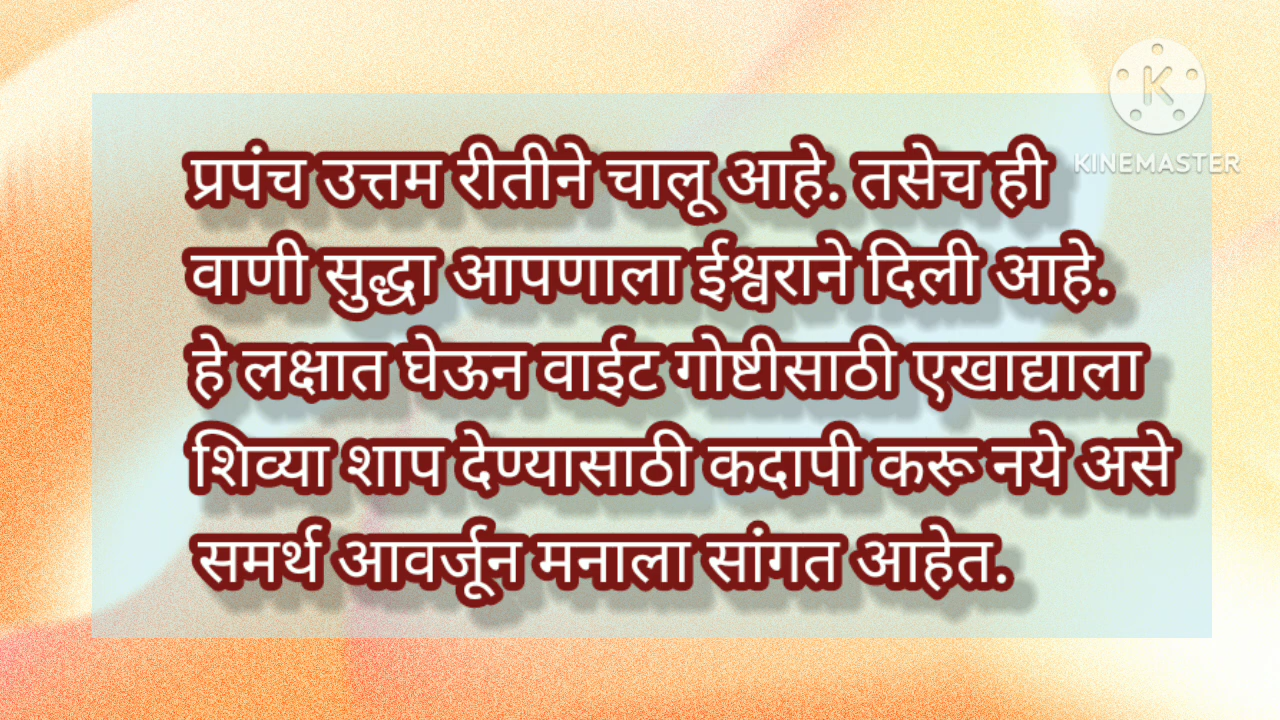 प्रपंच उत्तम रीतीने चालू आहे. तसेच ही
वाणी सुद्धा आपणाला ईश्वराने दिली आहे.
हे लक्षात घेऊन वाईट गोष्टीसाठी एखाद्याला
शिव्या शाप देण्यासाठी कदापी करू नये असे
समर्थ आवर्जून मनाला सांगत आहेत.
K
KINEMASTER